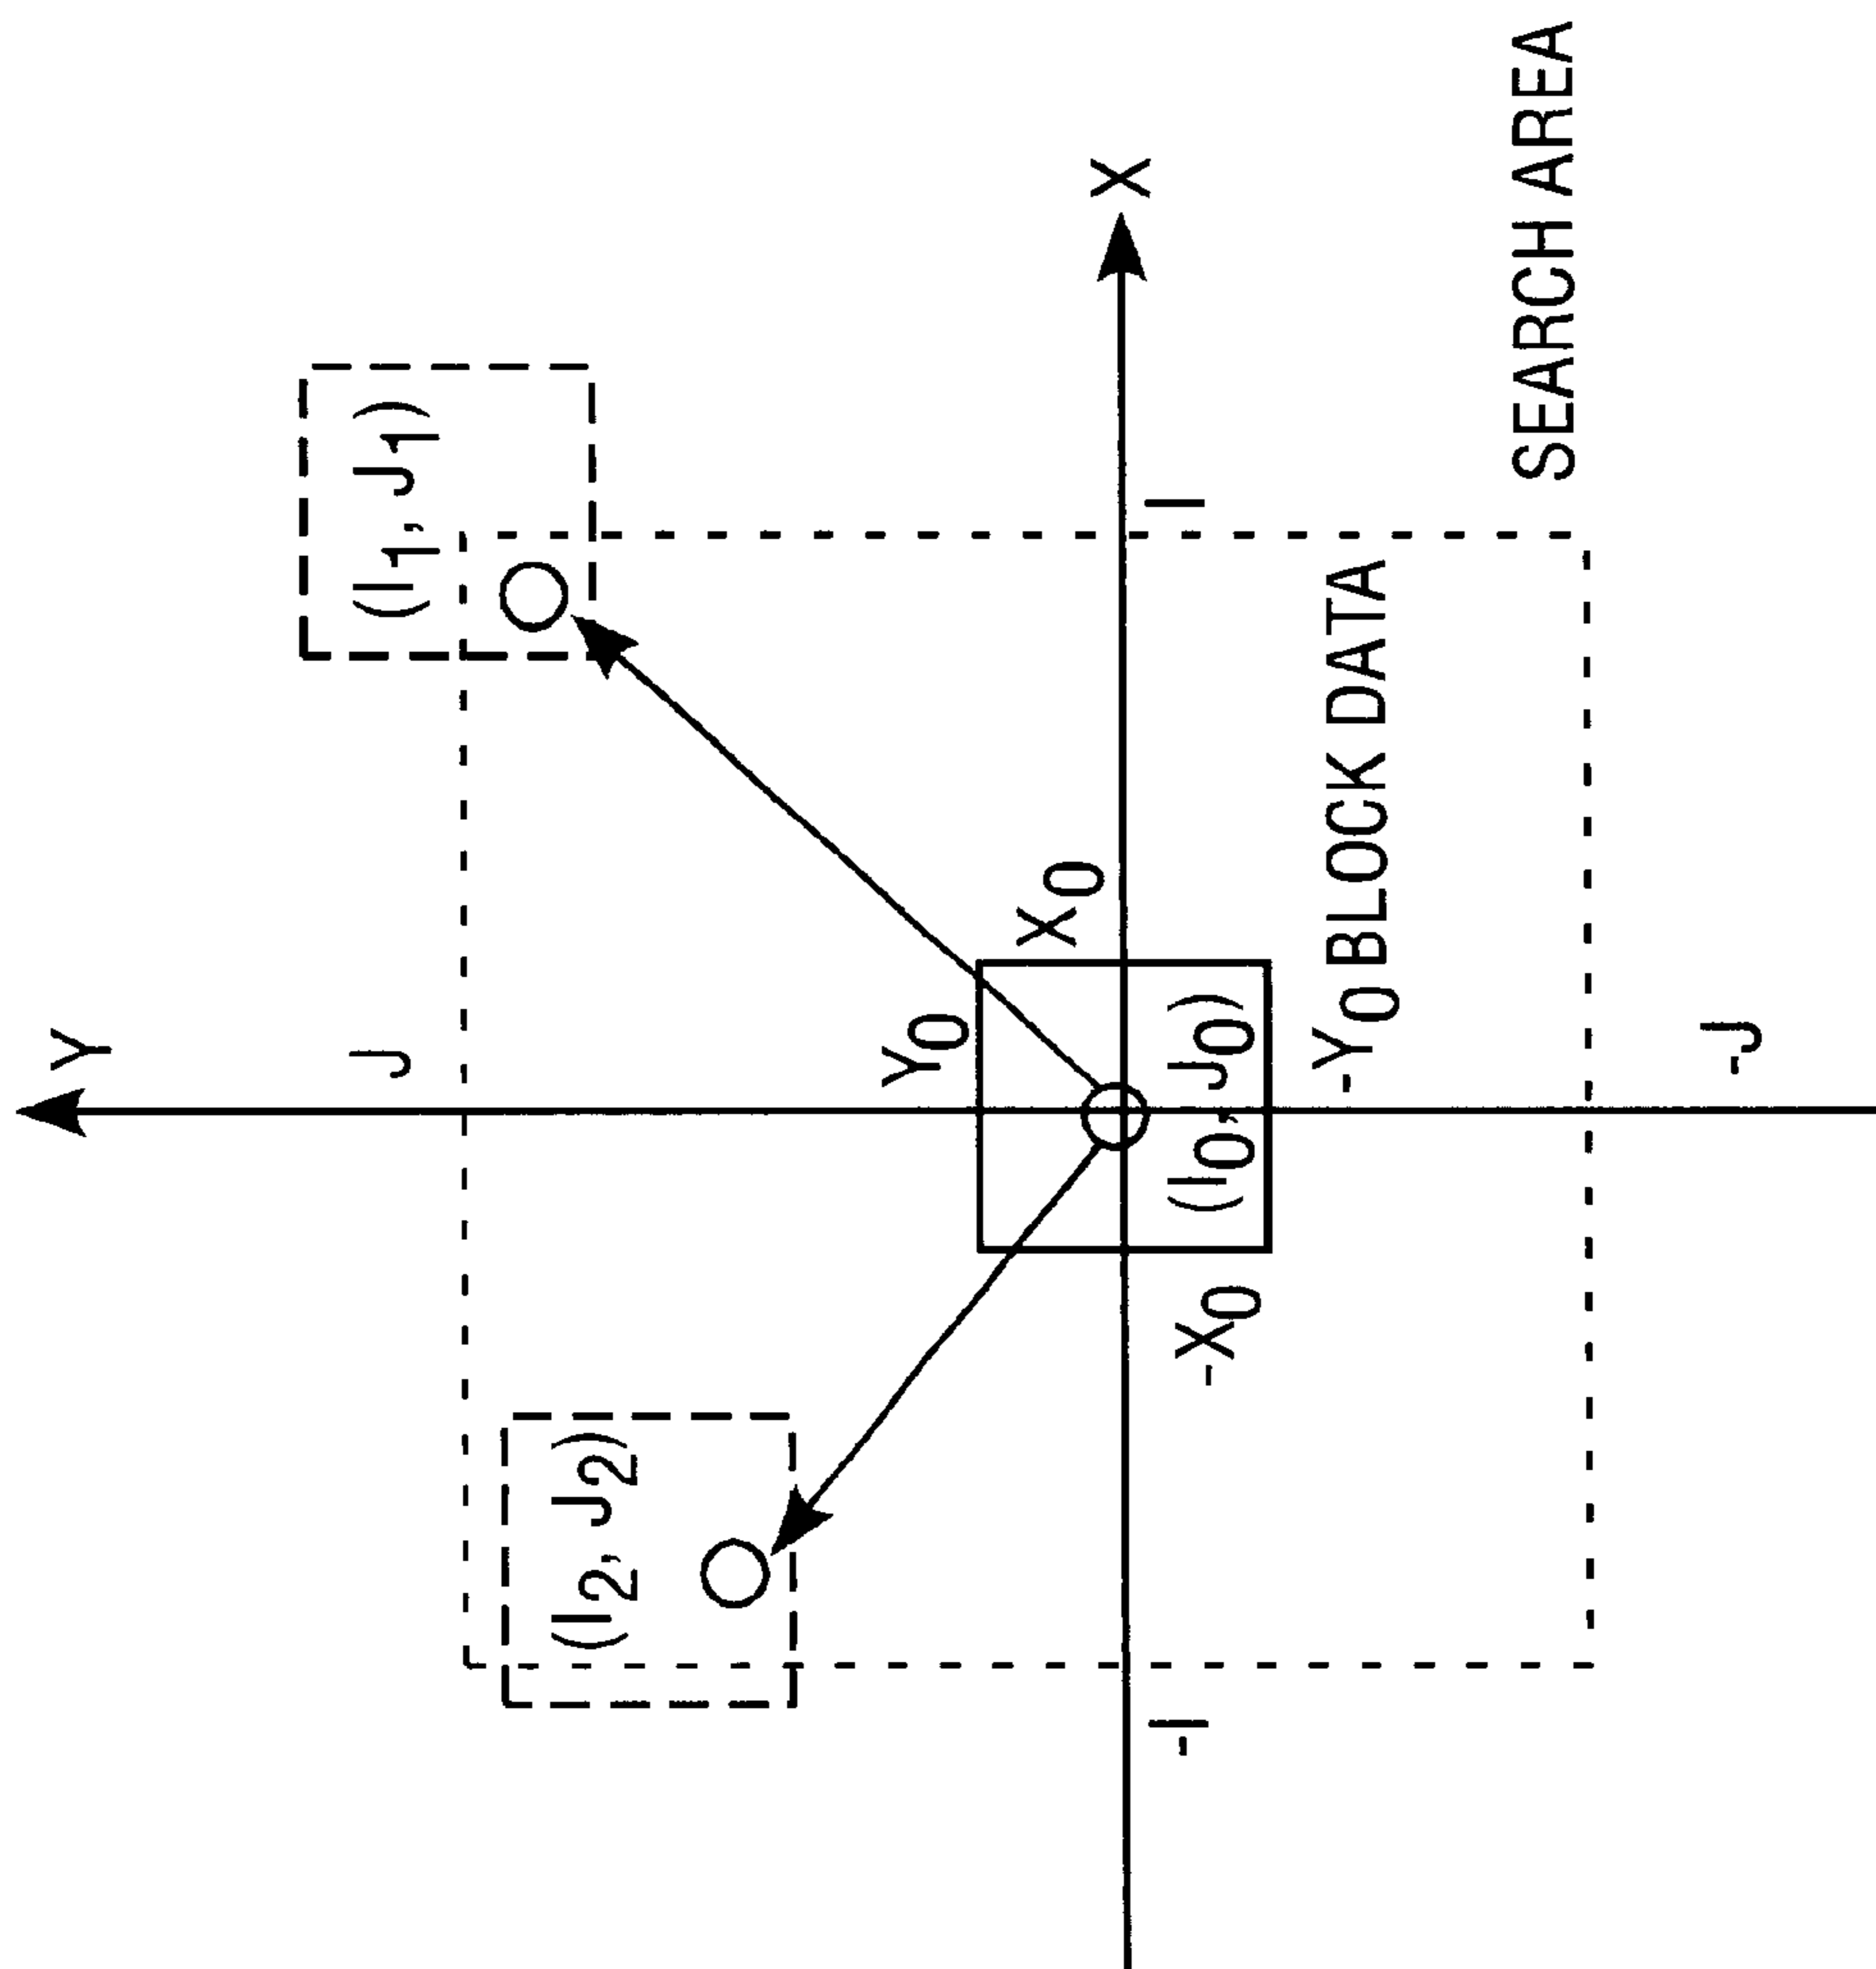 Y
J
(I1, J1)
(I2, J2)
Y0
X0
X
(I0, J0)
-X0
-I
I
-Y0 BLOCK DATA
SEARCH AREA
-J